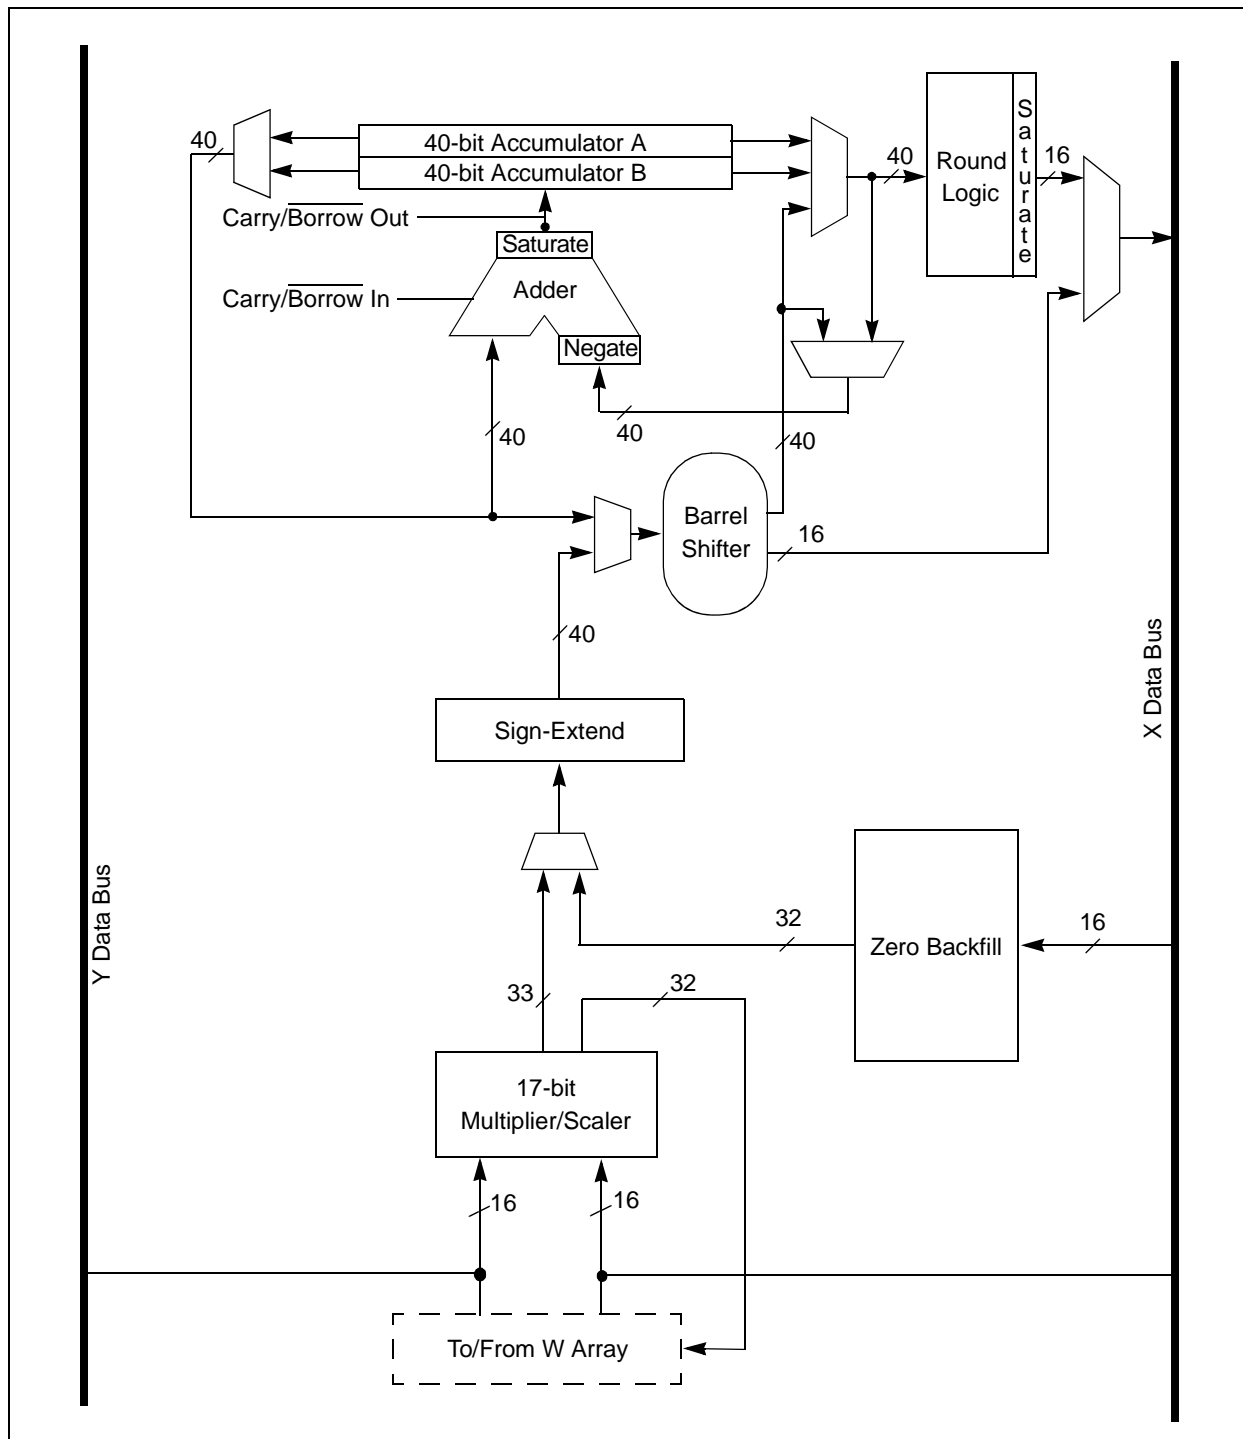 40
40-bit Accumulator A
40-bit Accumulator B
Carry/Borrow Out
Saturate
Carry/Borrow In
Adder
Negate
40
Round
Logic
Saturate
16
40
40
40
Barrel
Shifter
16
40
Sign-Extend
X Data Bus
Y Data Bus
32
Zero Backfill
16
33
32
17-bit
Multiplier/Scaler
16
16
To/From W Array